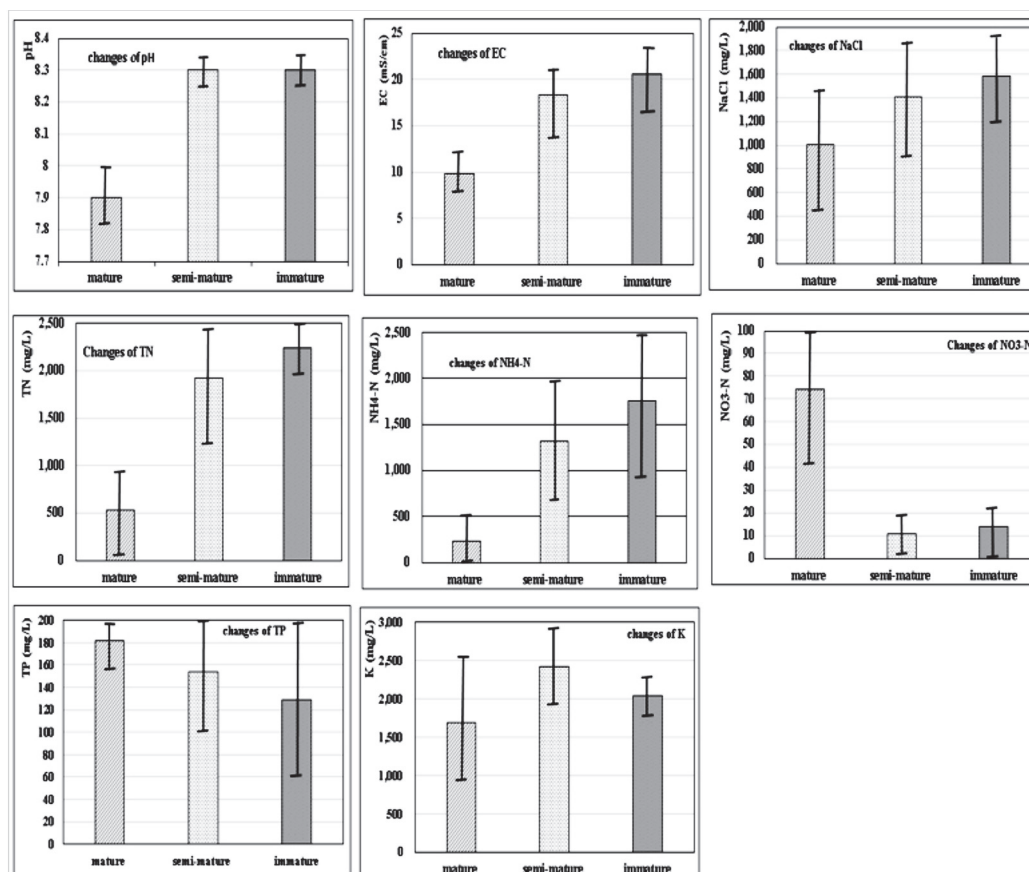 changes of pH
pH
8.4
8.3
8.2
8.1
8
7.9
7.8
7.7
mature semi-mature immature
changes of EC
EC (mS/cm)
25
20
15
10
5
0
mature semi-mature immature
changes of NaCl
NaCl (mg/L)
2,000
1,800
1,600
1,400
1,200
1,000
800
600
400
200
0
mature semi-mature immature
Changes of TN
TN (mg/L)
2,500
2,000
1,500
1,000
500
0
mature semi-mature immature
changes of NH4-N
NH4-N (mg/L)
2,500
2,000
1,500
1,000
500
0
mature semi-mature immature
Changes of NO3-N
NO3-N (mg/L)
100
90
80
70
60
50
40
30
20
10
0
mature semi-mature immature
changes of TP
TP (mg/L)
200
180
160
140
120
100
80
60
40
20
0
mature semi-mature immature
changes of K
K (mg/L)
3,000
2,500
2,000
1,500
1,000
500
0
mature semi-mature immature